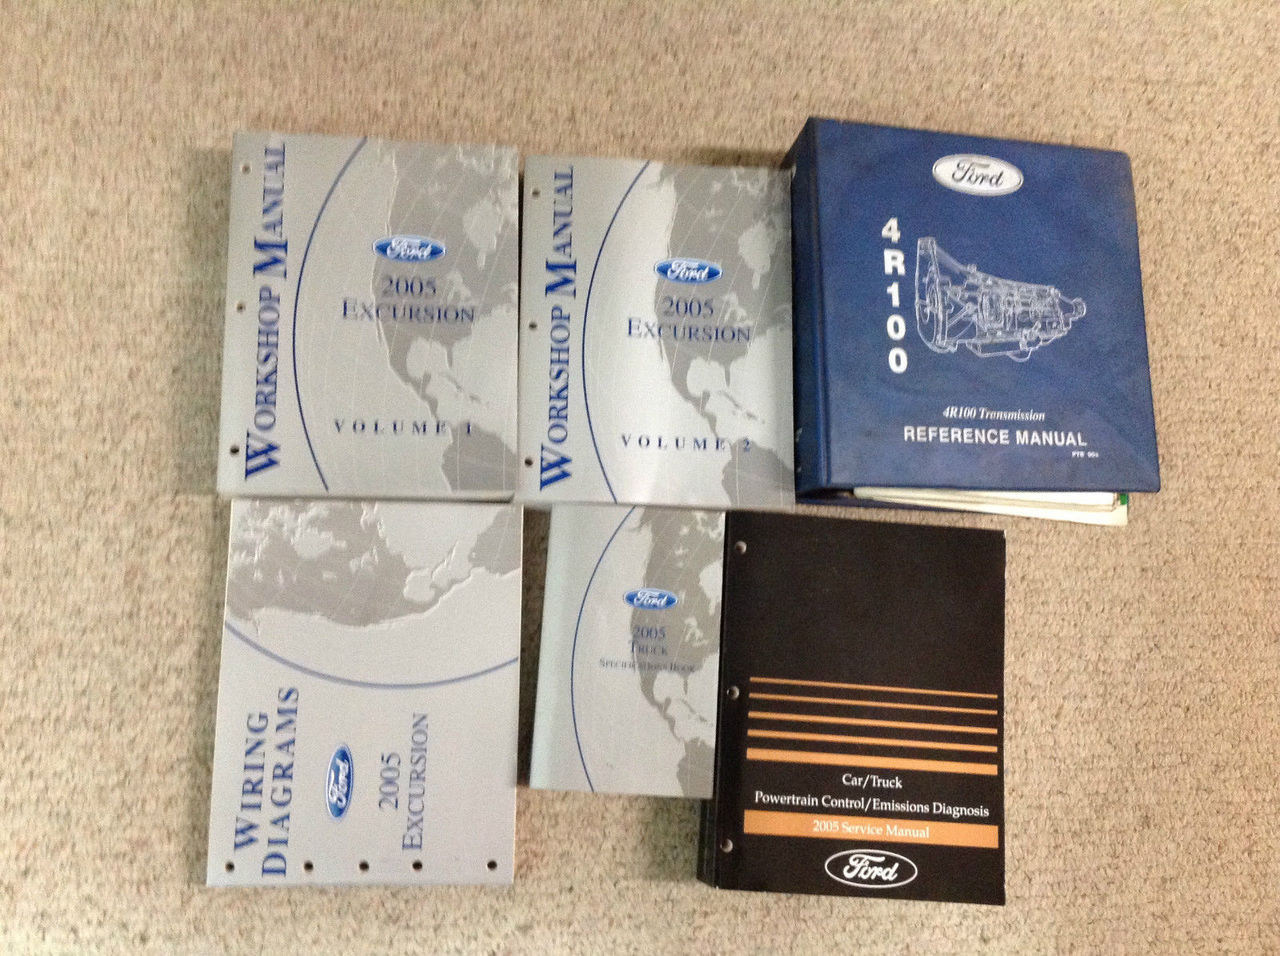 WORKSHOP MANUAL
Ford
2005
EXCURSION
VOLUME 1
WORKSHOP MANUAL
Ford
2005
EXCURSION
VOLUME 2
Ford
4R100
4R100 Transmission
REFERENCE MANUAL
WIRING
DIAGRAMS
Ford
2005
EXCURSION
Ford
2005
TRUCK
SPECIFICATIONS BOOK
Car/Truck
Powertrain Control/Emissions Diagnosis
2005 Service Manual
Ford